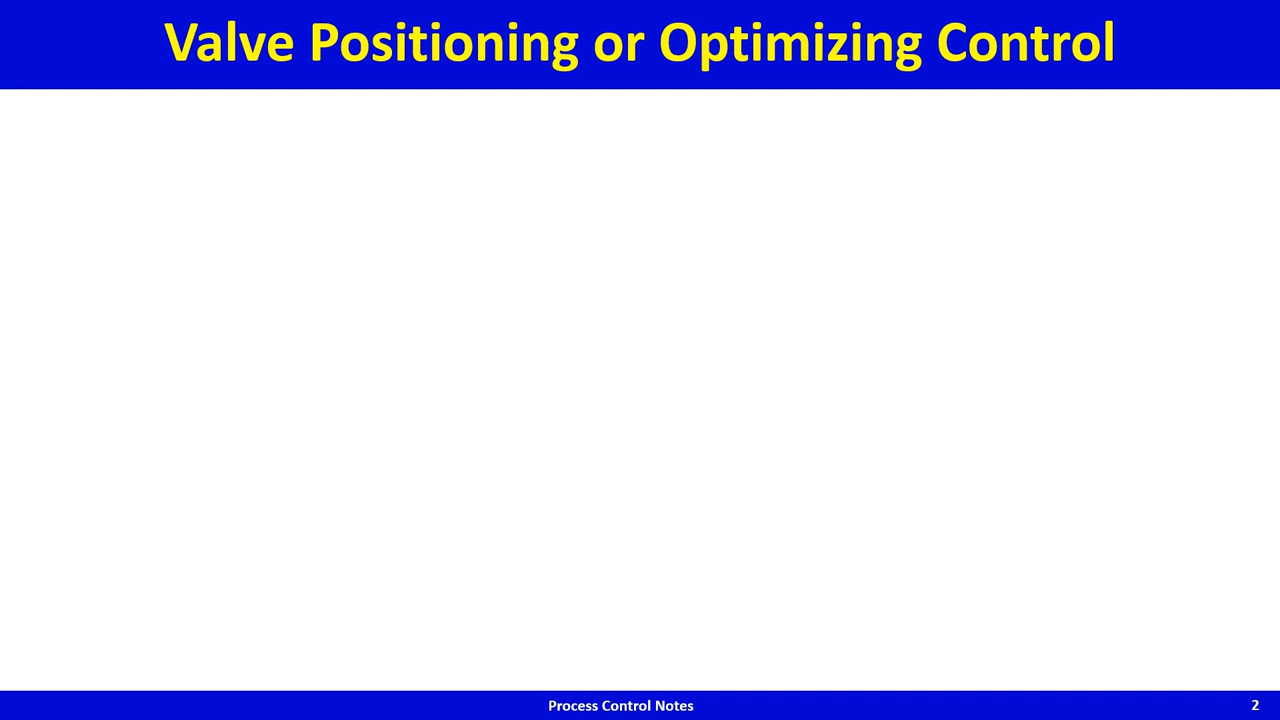 Valve Positioning or Optimizing Control
Process Control Notes
2